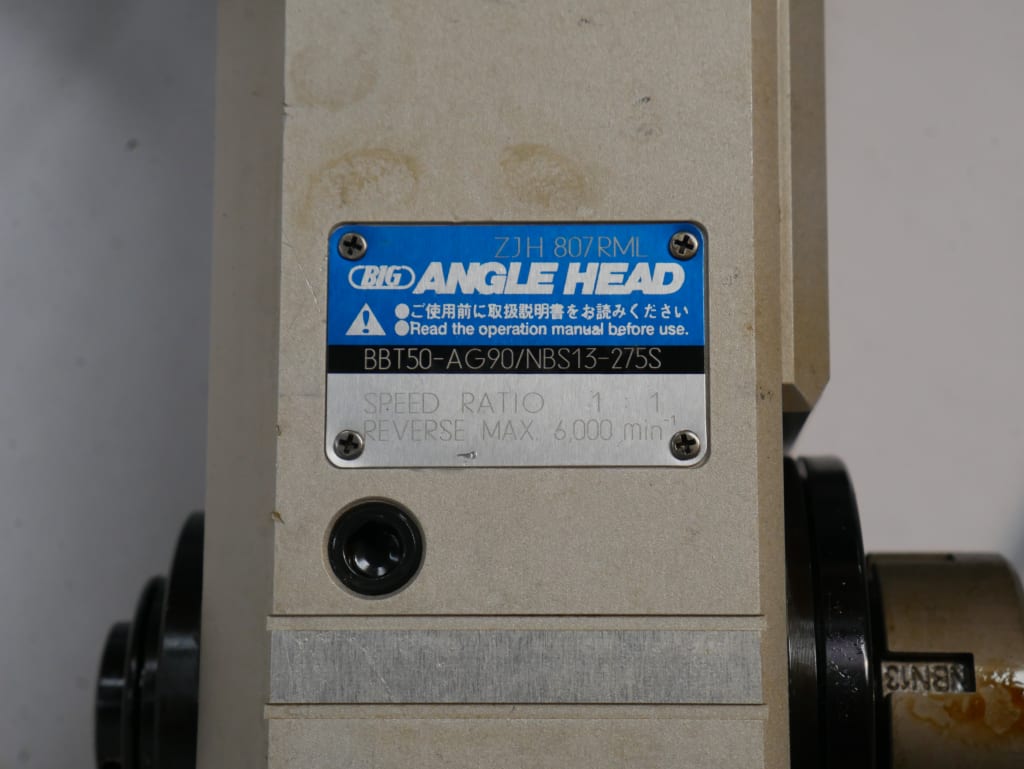 ZJH 807RML
BIG ANGLE HEAD
●ご使用前に取扱説明書をお読みください
●Read the operation manual before use.
BBT50-AG90/NBS13-275S
SPEED RATIO 1 : 1
REVERSE MAX. 6,000 min⁻¹
NBN13